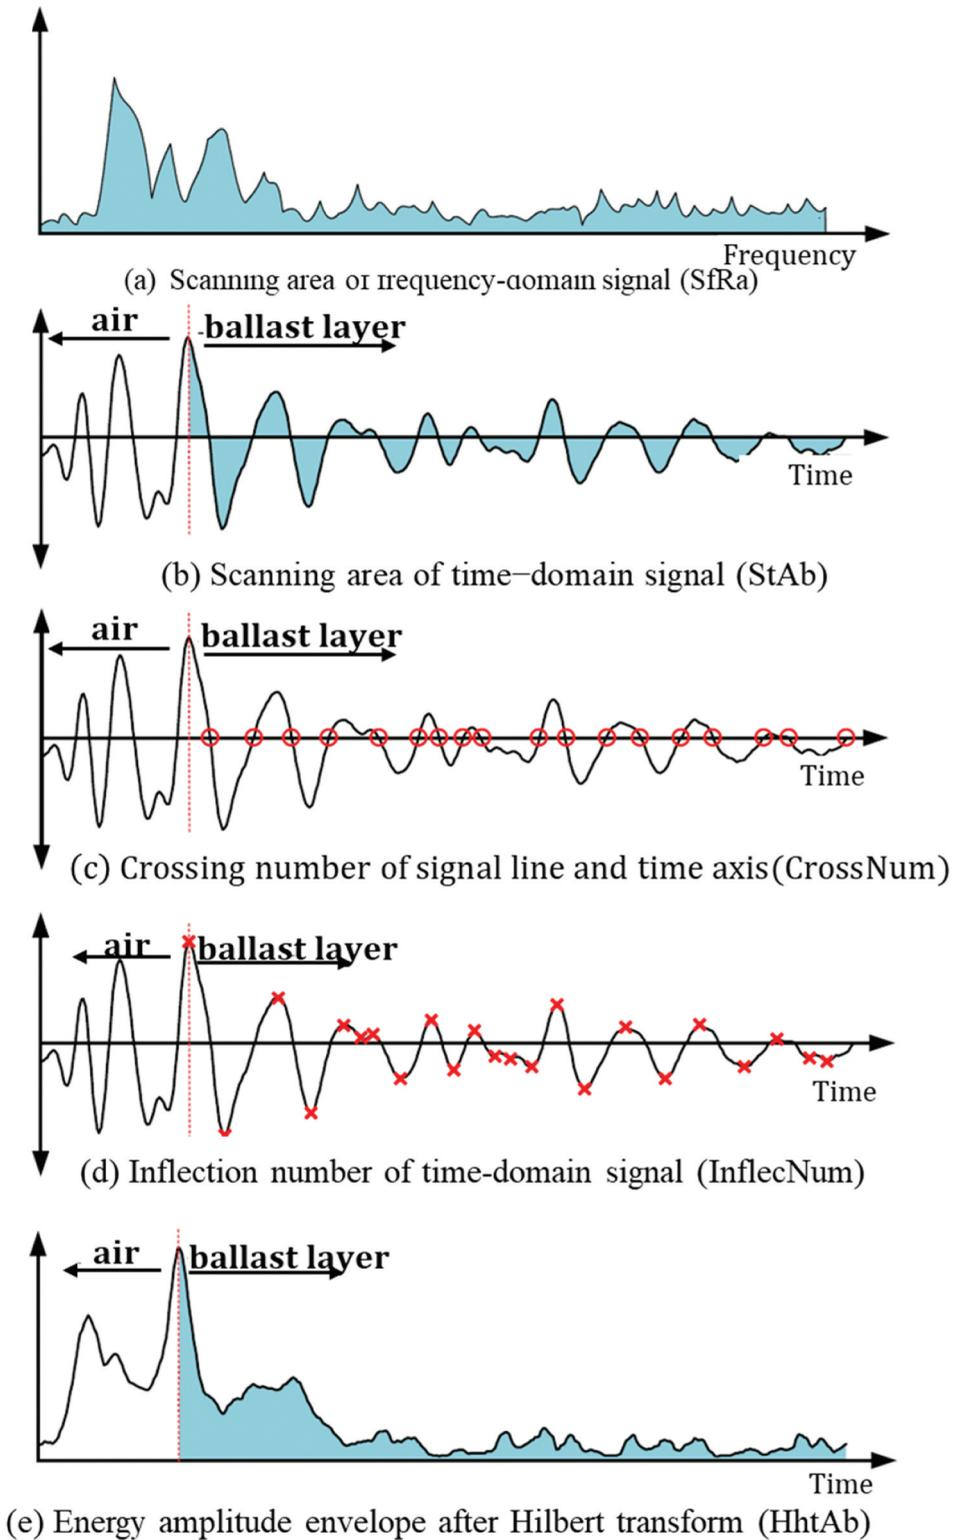 Frequency
(a) Scanning area of frequency-domain signal (SfRa)
air
ballast layer
Time
(b) Scanning area of time−domain signal (StAb)
air
ballast layer
Time
(c) Crossing number of signal line and time axis(CrossNum)
air
ballast layer
Time
(d) Inflection number of time-domain signal (InflecNum)
air
ballast layer
Time
(e) Energy amplitude envelope after Hilbert transform (HhtAb)